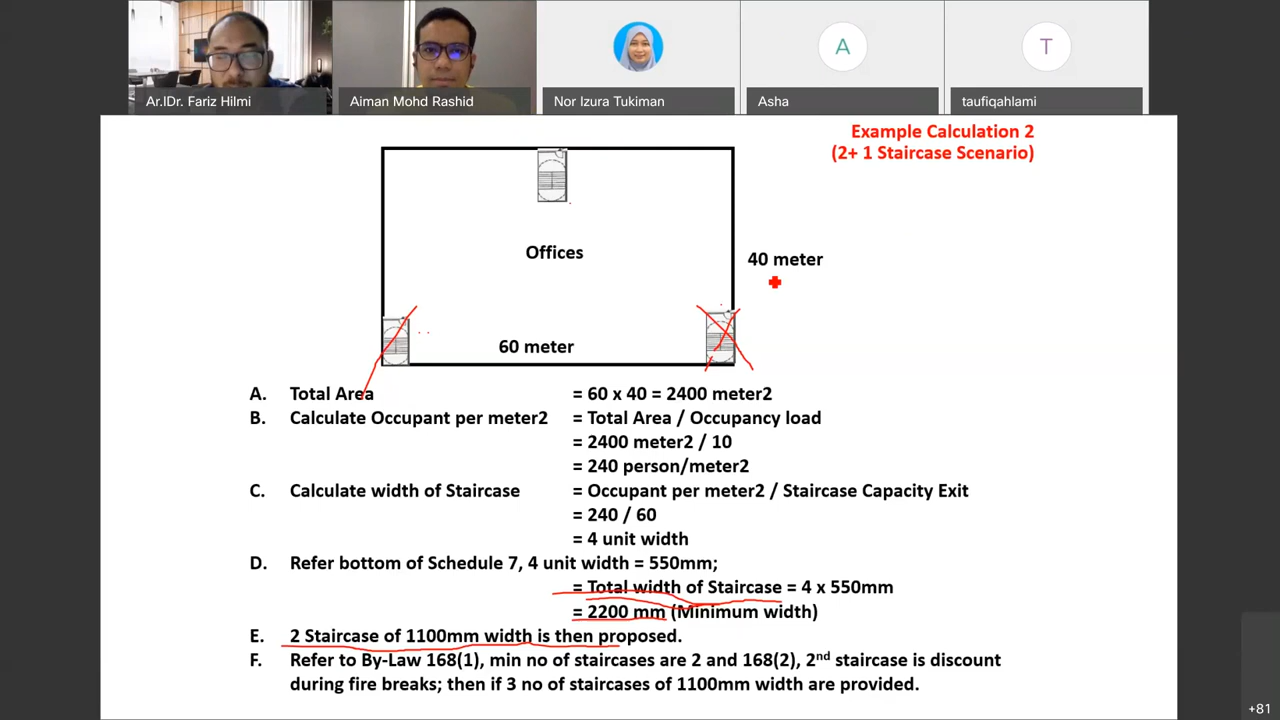 Ar.IDr. Fariz Hilmi
Aiman Mohd Rashid
Nor Izura Tukiman
A
Asha
T
taufiqahlami
Example Calculation 2
(2+ 1 Staircase Scenario)
Offices
40 meter
60 meter
A. Total Area = 60 x 40 = 2400 meter2
B. Calculate Occupant per meter2 = Total Area / Occupancy load
= 2400 meter2 / 10
= 240 person/meter2
C. Calculate width of Staircase = Occupant per meter2 / Staircase Capacity Exit
= 240 / 60
= 4 unit width
D. Refer bottom of Schedule 7, 4 unit width = 550mm;
= Total width of Staircase = 4 x 550mm
= 2200 mm (Minimum width)
E. 2 Staircase of 1100mm width is then proposed.
F. Refer to By-Law 168(1), min no of staircases are 2 and 168(2), 2nd staircase is discount
during fire breaks; then if 3 no of staircases of 1100mm width are provided.
+81